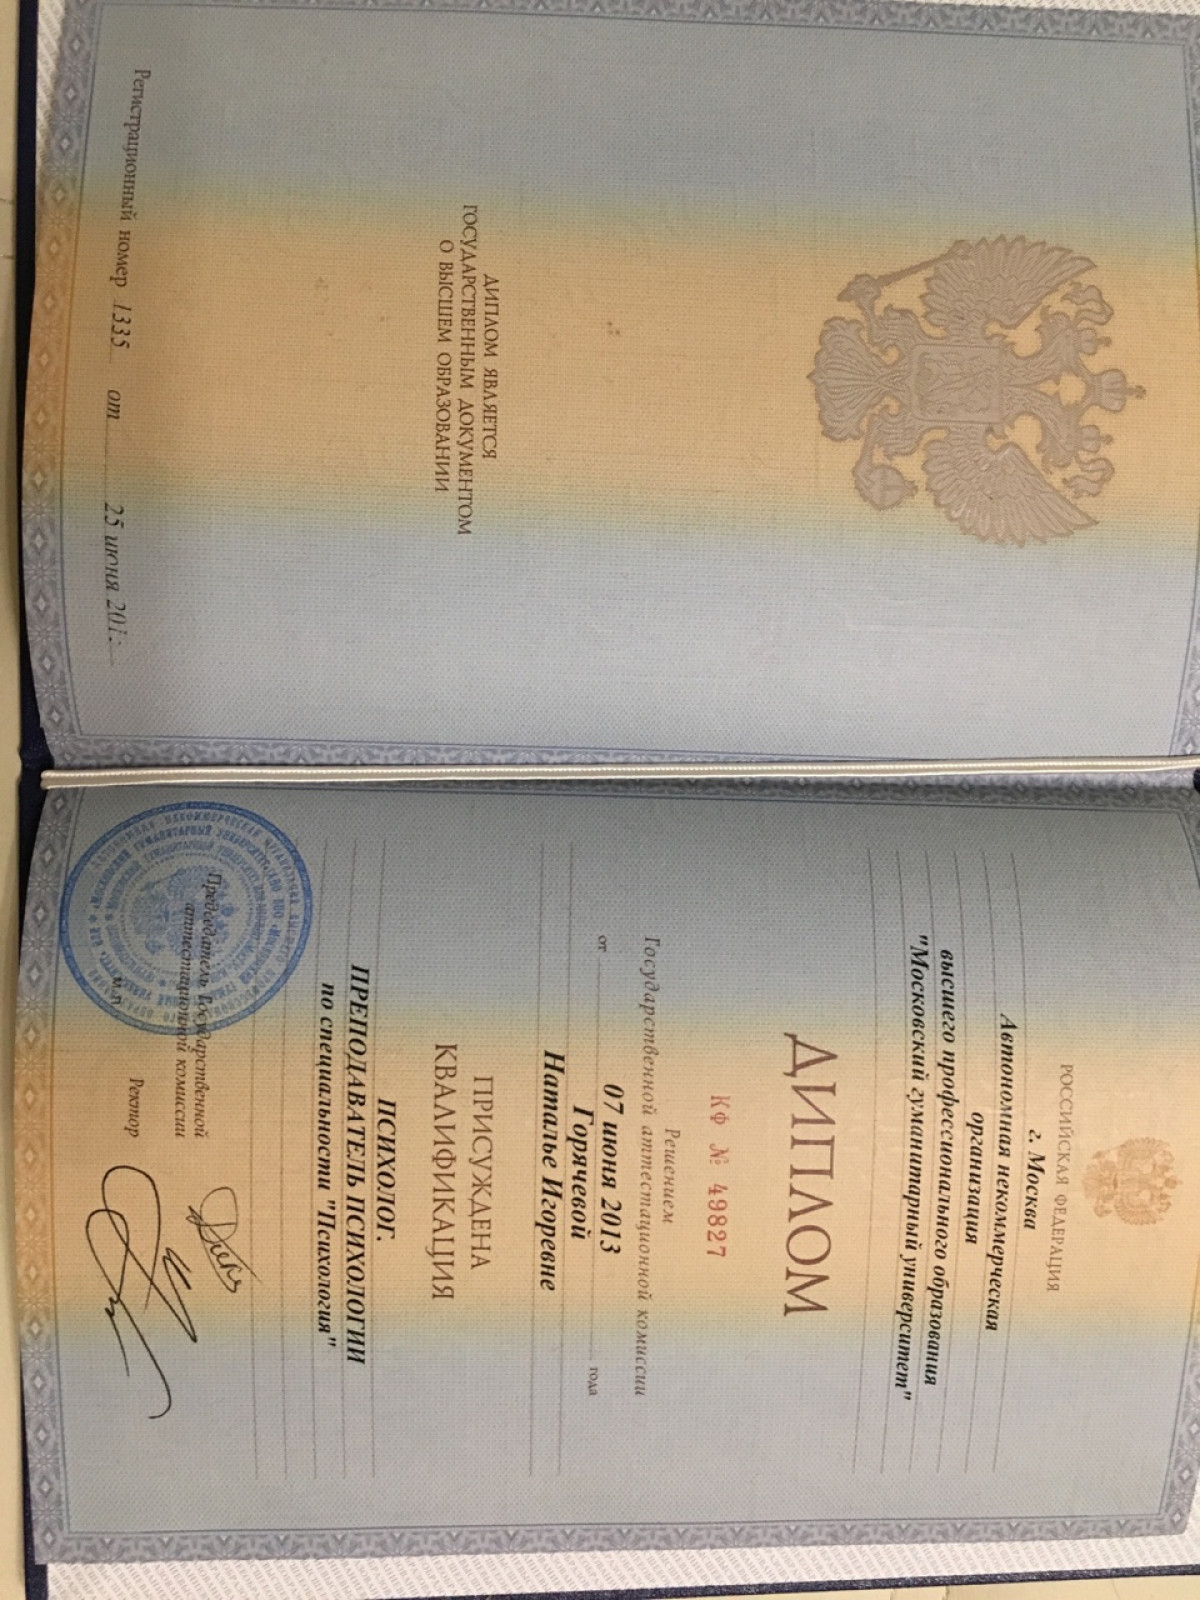 ДИПЛОМ ЯВЛЯЕТСЯ
ГОСУДАРСТВЕННЫМ ДОКУМЕНТОМ
О ВЫСШЕМ ОБРАЗОВАНИИ
Регистрационный номер 1335 от 25 июня
РОССИЙСКАЯ ФЕДЕРАЦИЯ
г. Москва
Автономная некоммерческая
организация
высшего профессионального образования
"Московский гуманитарный университет"
ДИПЛОМ
КФ № 49827
Решением
Государственной аттестационной комиссии
от 07 июня 2013 года
Горячевой
Наталье Игоревне
ПРИСУЖДЕНА
КВАЛИФИКАЦИЯ
ПСИХОЛОГ.
ПРЕПОДАВАТЕЛЬ ПСИХОЛОГИИ
по специальности "Психология"
Председатель Государственной
аттестационной комиссии
Ректор